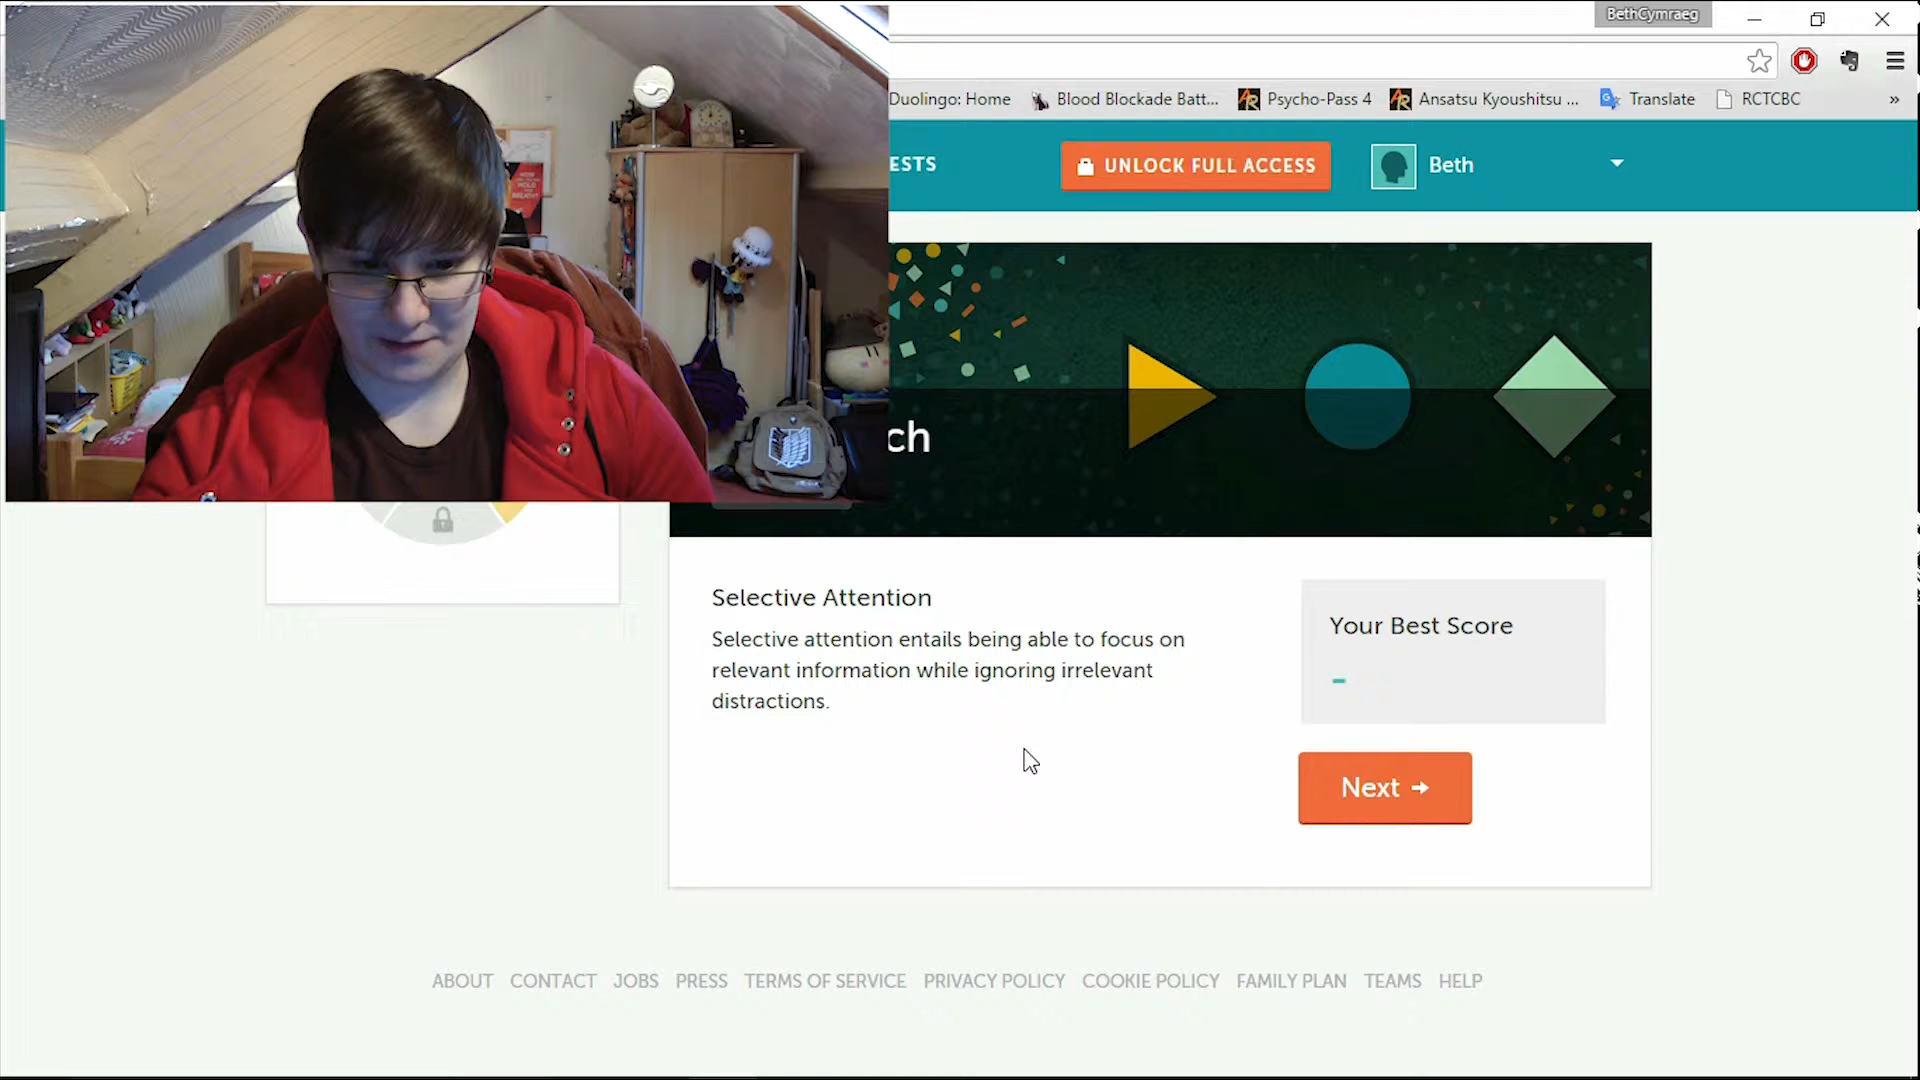 BethCymraeg
Duolingo: Home
Blood Blockade Batt...
Psycho-Pass 4
Ansatsu Kyoushitsu ...
Translate
RCTCBC
»
ESTS
UNLOCK FULL ACCESS
Beth
ch
Selective Attention
Selective attention entails being able to focus on
relevant information while ignoring irrelevant
distractions.
Your Best Score
-
Next
ABOUT CONTACT JOBS PRESS TERMS OF SERVICE PRIVACY POLICY COOKIE POLICY FAMILY PLAN TEAMS HELP